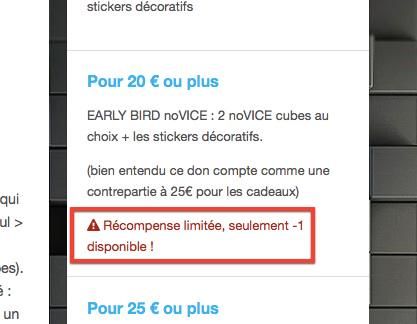 stickers décoratifs
Pour 20 € ou plus
EARLY BIRD noVICE : 2 noVICE cubes au
choix + les stickers décoratifs.
(bien entendu ce don compte comme une
contrepartie à 25€ pour les cadeaux)
qui
Récompense limitée, seulement -1
ul >
disponible !
es).
é :
Pour 25 € ou plus
un